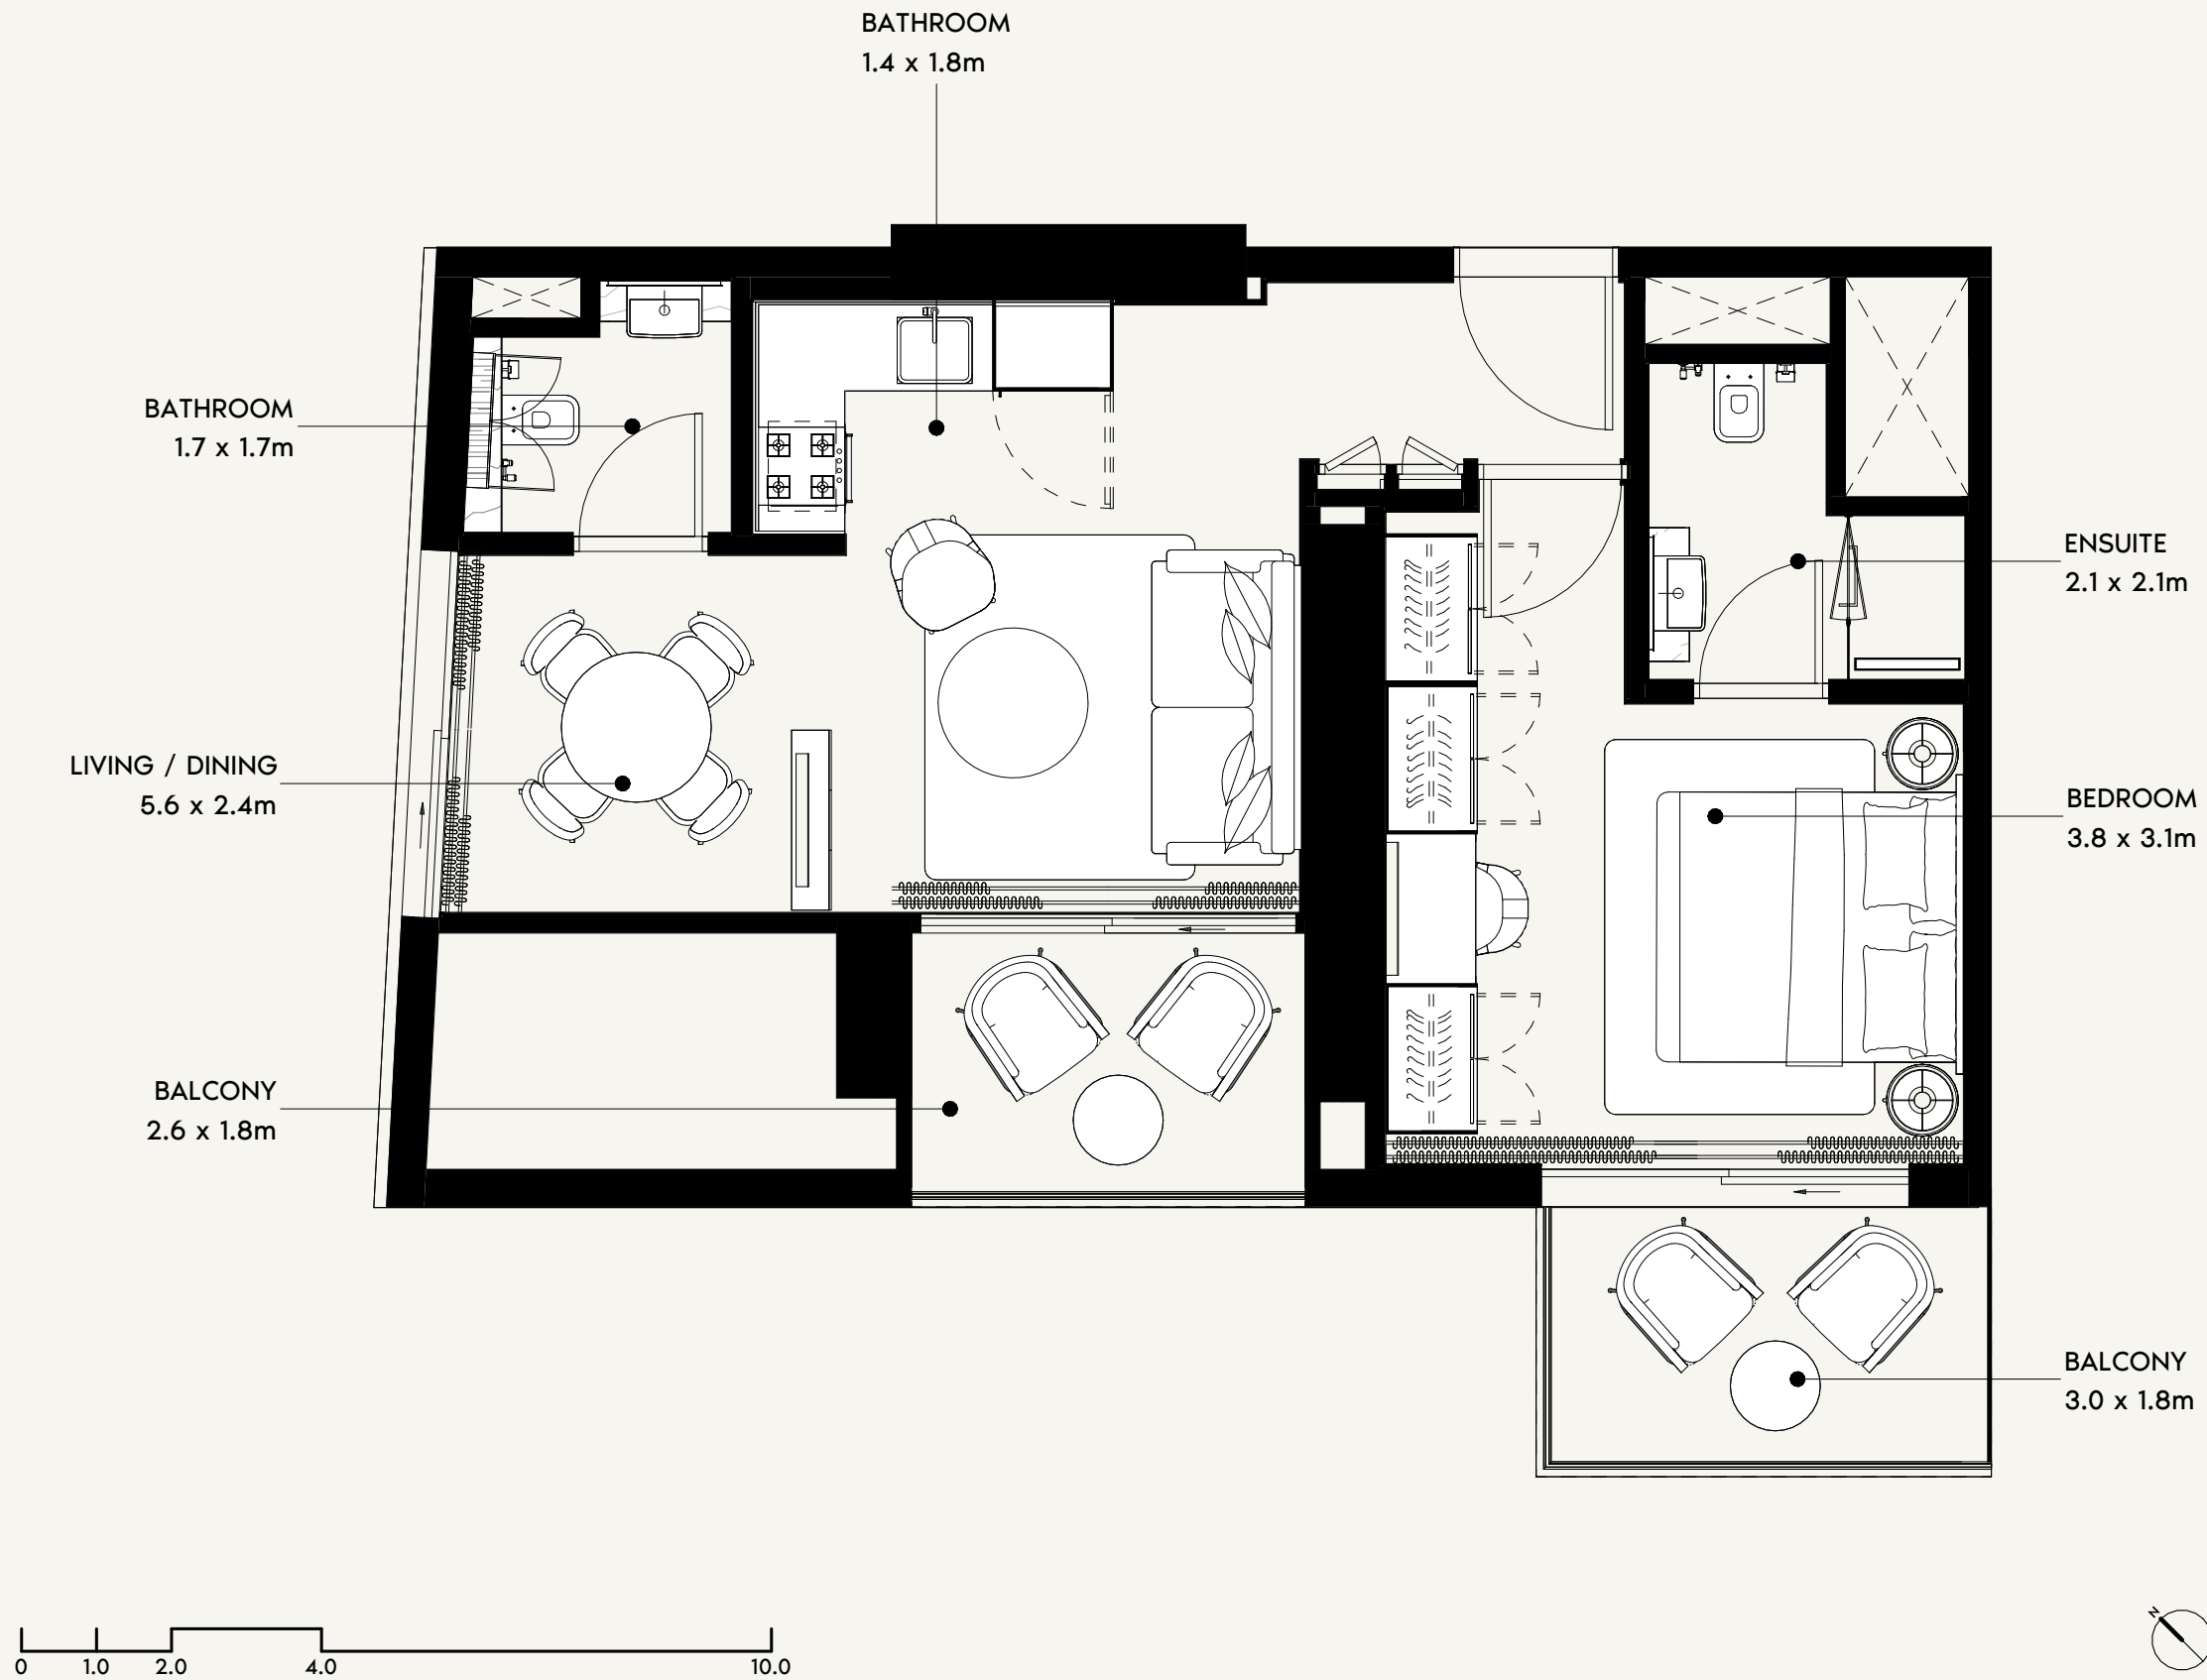 BATHROOM
1.4 x 1.8m
BATHROOM
1.7 x 1.7m
ENSUITE
2.1 x 2.1m
LIVING / DINING
5.6 x 2.4m
BEDROOM
3.8 x 3.1m
BALCONY
2.6 x 1.8m
BALCONY
3.0 x 1.8m
0 1.0 2.0 4.0 10.0
N